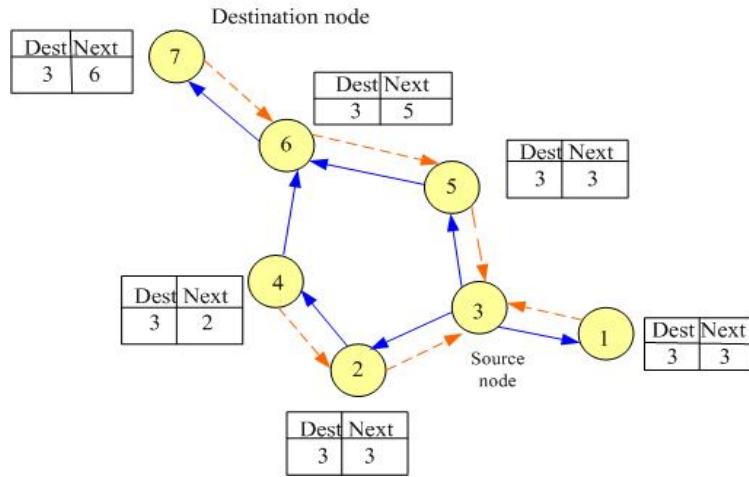 Destination node
Dest Next
3 6
7
Dest Next
3 5
6
Dest Next
3 3
5
4
Dest Next
3 2
3
1
Dest Next
3 3
Source
node
2
Dest Next
3 3